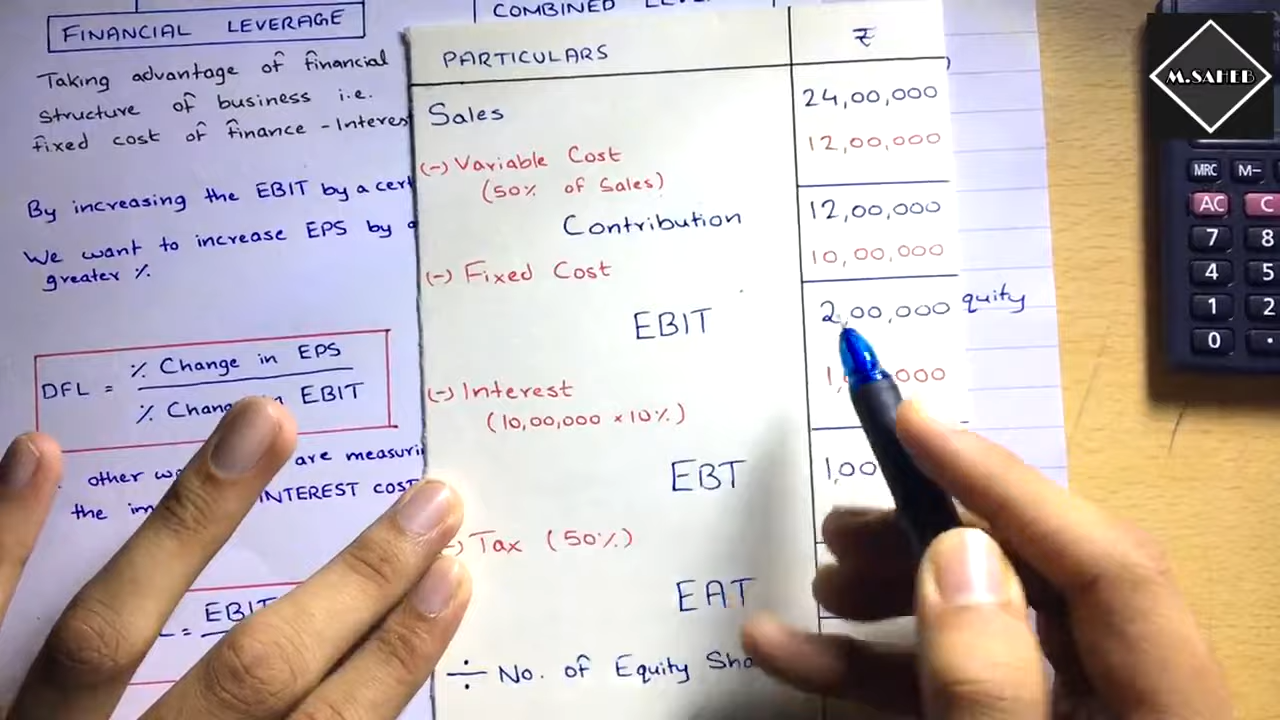 FINANCIAL LEVERAGE
Taking advantage of financial
structure of business i.e.
fixed cost of finance - Interest
By increasing the EBIT by a
We want to increase EPS by
greater %.
DFL = % Change in EPS
% Change in EBIT
other are measuring
the INTEREST COST
EBIT
COMBINED
PARTICULARS ₹
Sales 24,00,000
(-) Variable Cost 12,00,000
(50% of Sales)
Contribution 12,00,000
(-) Fixed Cost 10,00,000
EBIT 2,00,000 quity
(-) Interest
(10,00,000 × 10%)
EBT
Tax (50%)
EAT
÷ No. of Equity
M.SAHEB
MRC M-
AC C
7 8
4 5
1 2
0 .